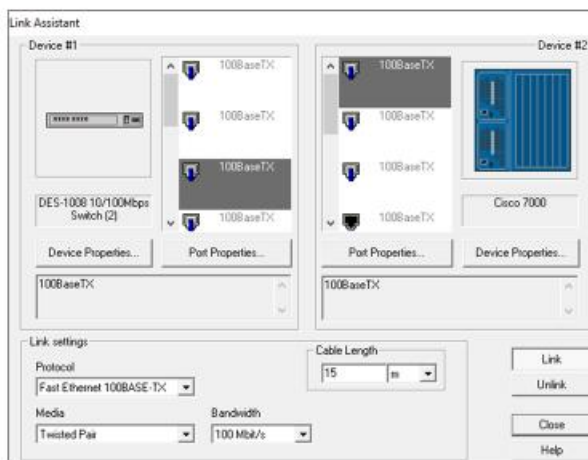 Link Assistant
Device #1
100BaseTX
100BaseTX
100BaseTX
100BaseTX
DES-1008 10/100Mbps
Switch (2)
Device Properties...
Port Properties...
100BaseTX
Device #2
100BaseTX
100BaseTX
100BaseTX
100BaseTX
Cisco 7000
Port Properties...
Device Properties...
100BaseTX
Link settings
Protocol
Fast Ethernet 100BASE-TX
Media
Twisted Pair
Bandwidth
100 Mbit/s
Cable Length
15
m
Link
Unlink
Close
Help